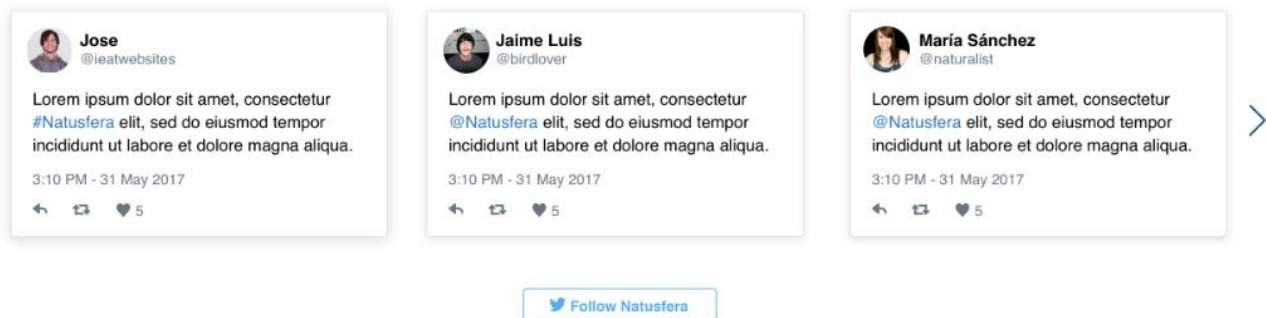 Jose
@ieatwebsites
Lorem ipsum dolor sit amet, consectetur
#Natusfera elit, sed do eiusmod tempor
incididunt ut labore et dolore magna aliqua.
3:10 PM - 31 May 2017
5
Jaime Luis
@birdlover
Lorem ipsum dolor sit amet, consectetur
@Natusfera elit, sed do eiusmod tempor
incididunt ut labore et dolore magna aliqua.
3:10 PM - 31 May 2017
5
María Sánchez
@naturalist
Lorem ipsum dolor sit amet, consectetur
@Natusfera elit, sed do eiusmod tempor
incididunt ut labore et dolore magna aliqua.
3:10 PM - 31 May 2017
5
Follow Natusfera